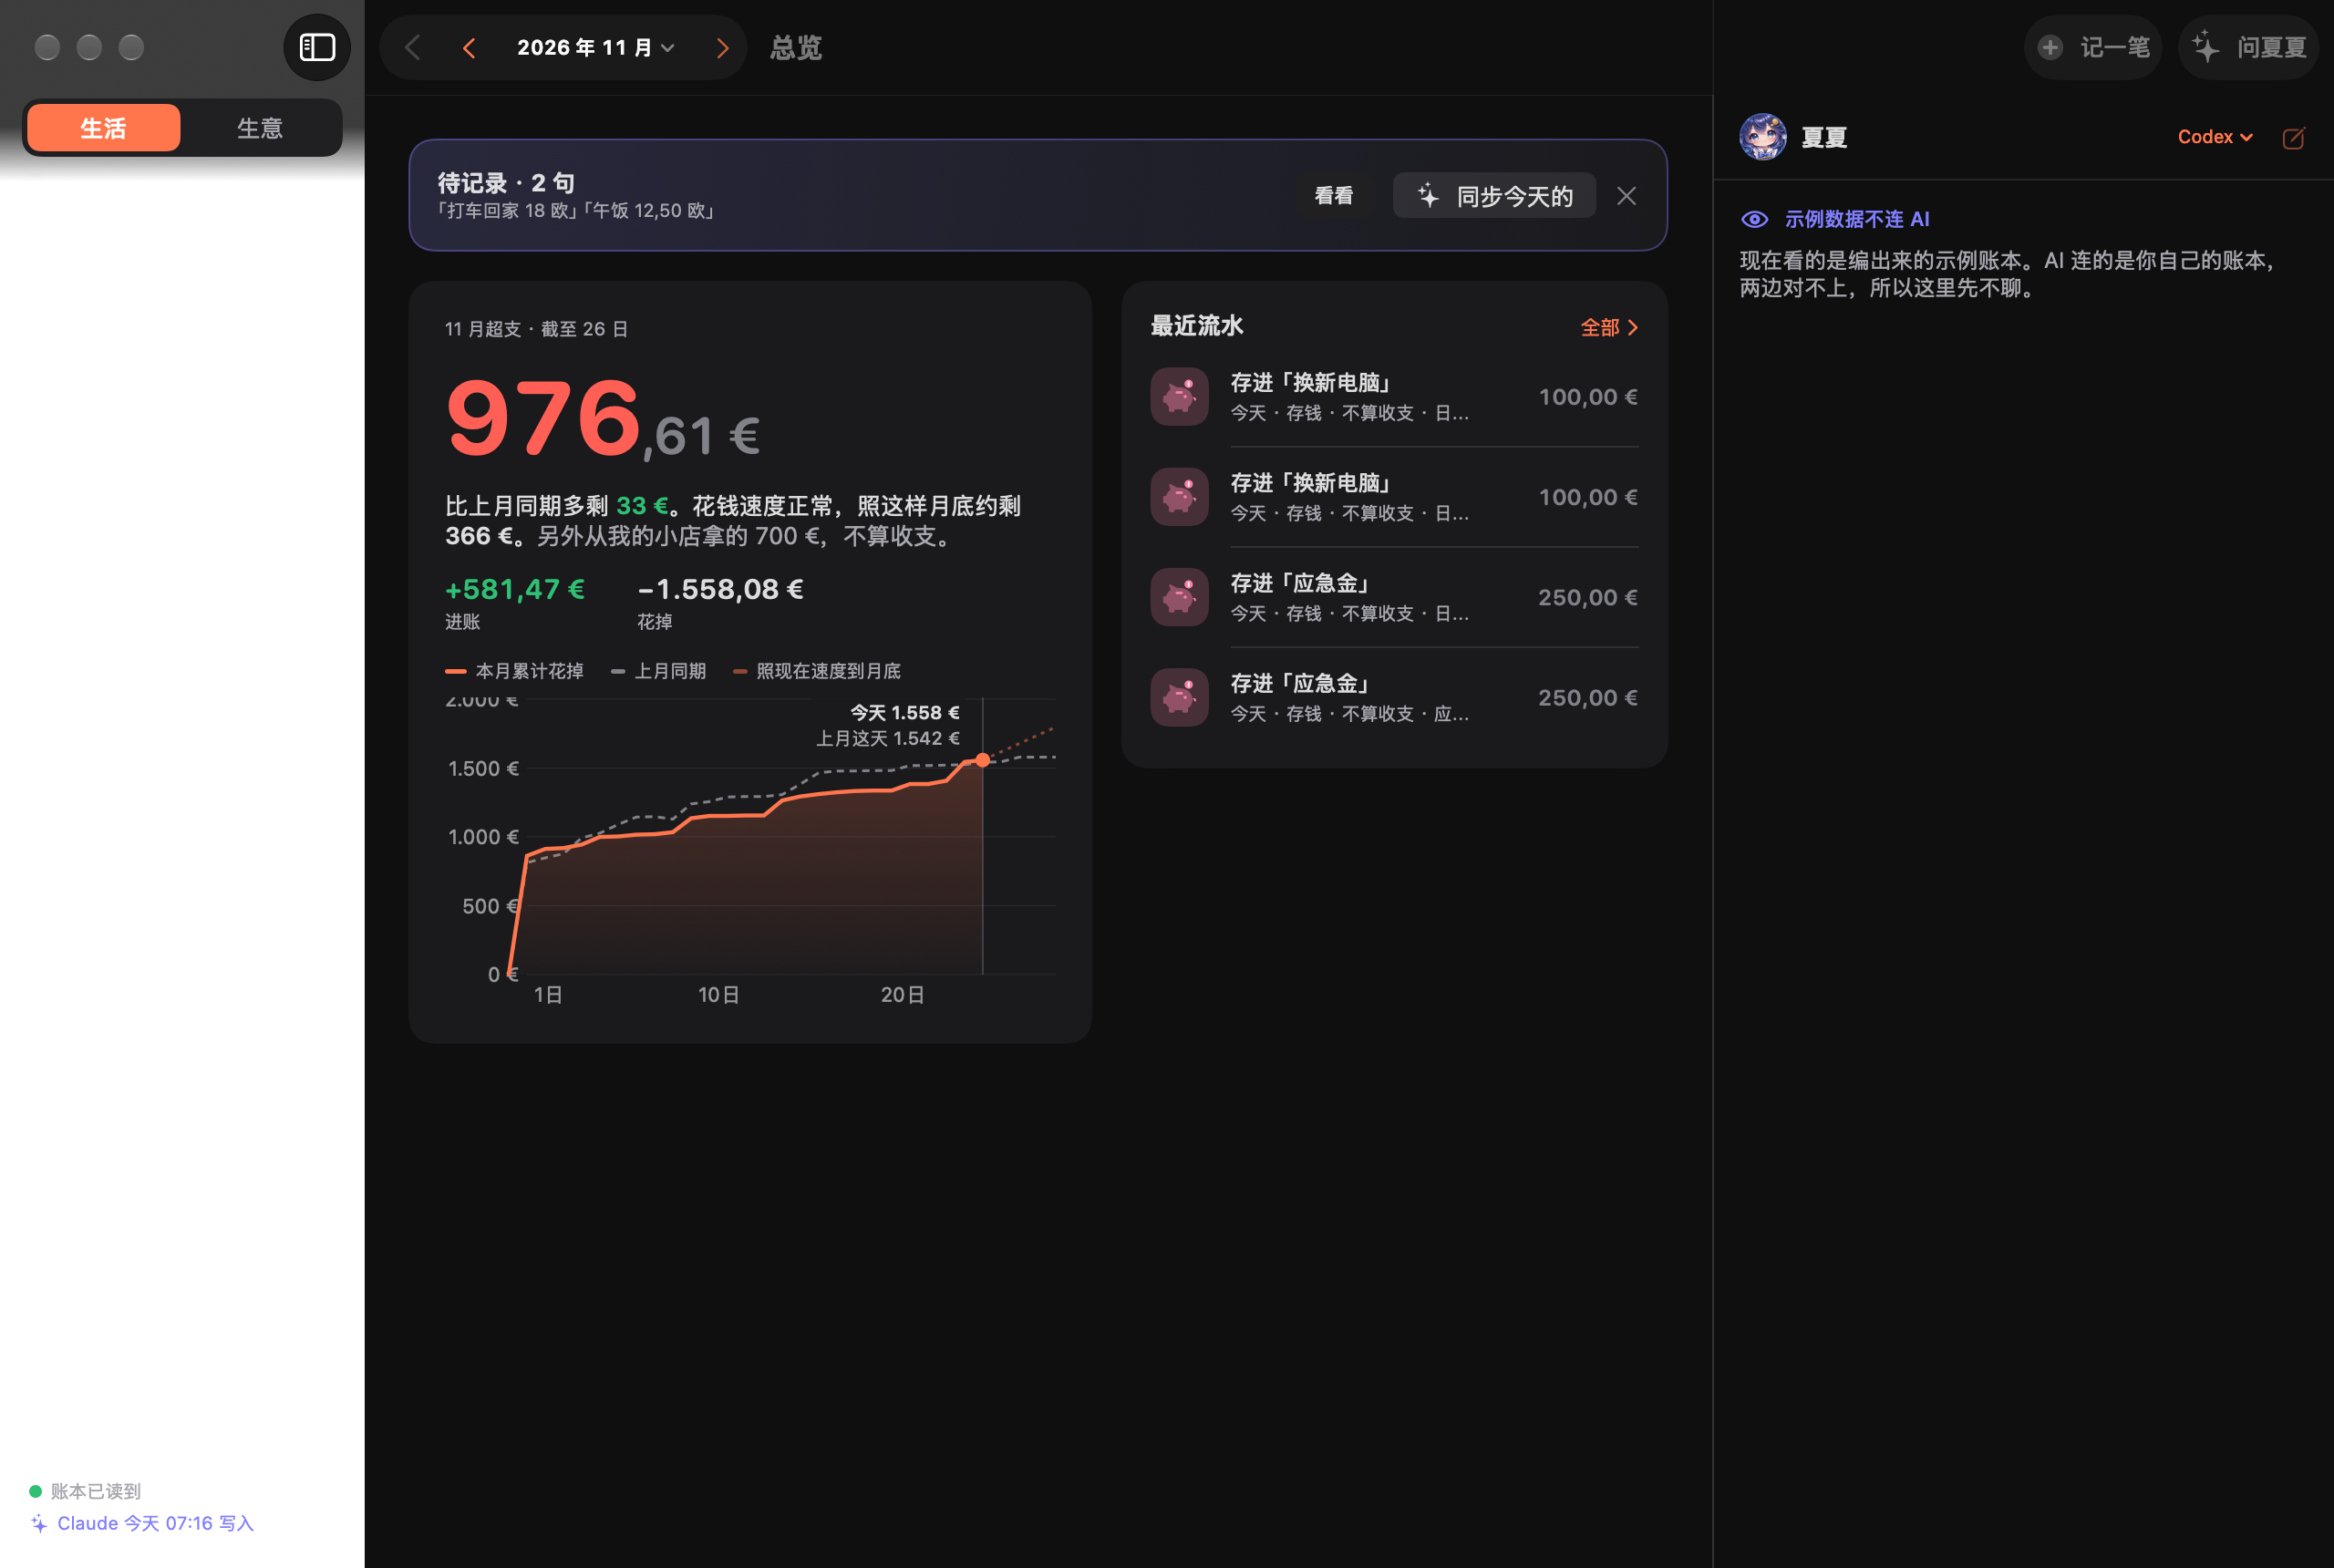 生活
生意
账本已读到
Claude 今天 07:16 写入
2026 年 11 月
总览
记一笔
问夏夏
待记录 · 2 句
「打车回家 18 欧」「午饭 12,50 欧」
看看
同步今天的
11 月超支 · 截至 26 日
976,61 €
比上月同期多剩 33 €。花钱速度正常，照这样月底约剩
366 €。另外从我的小店拿的 700 €，不算收支。
+581,47 €
进账
−1.558,08 €
花掉
本月累计花掉
上月同期
照现在速度到月底
2.000 €
今天 1.558 €
上月这天 1.542 €
1.500 €
1.000 €
500 €
0 €
1日
10日
20日
最近流水
全部
存进「换新电脑」
今天 · 存钱 · 不算收支 · 日…
100,00 €
存进「换新电脑」
今天 · 存钱 · 不算收支 · 日…
100,00 €
存进「应急金」
今天 · 存钱 · 不算收支 · 日…
250,00 €
存进「应急金」
今天 · 存钱 · 不算收支 · 应…
250,00 €
夏夏
Codex
示例数据不连 AI
现在看的是编出来的示例账本。AI 连的是你自己的账本，
两边对不上，所以这里先不聊。